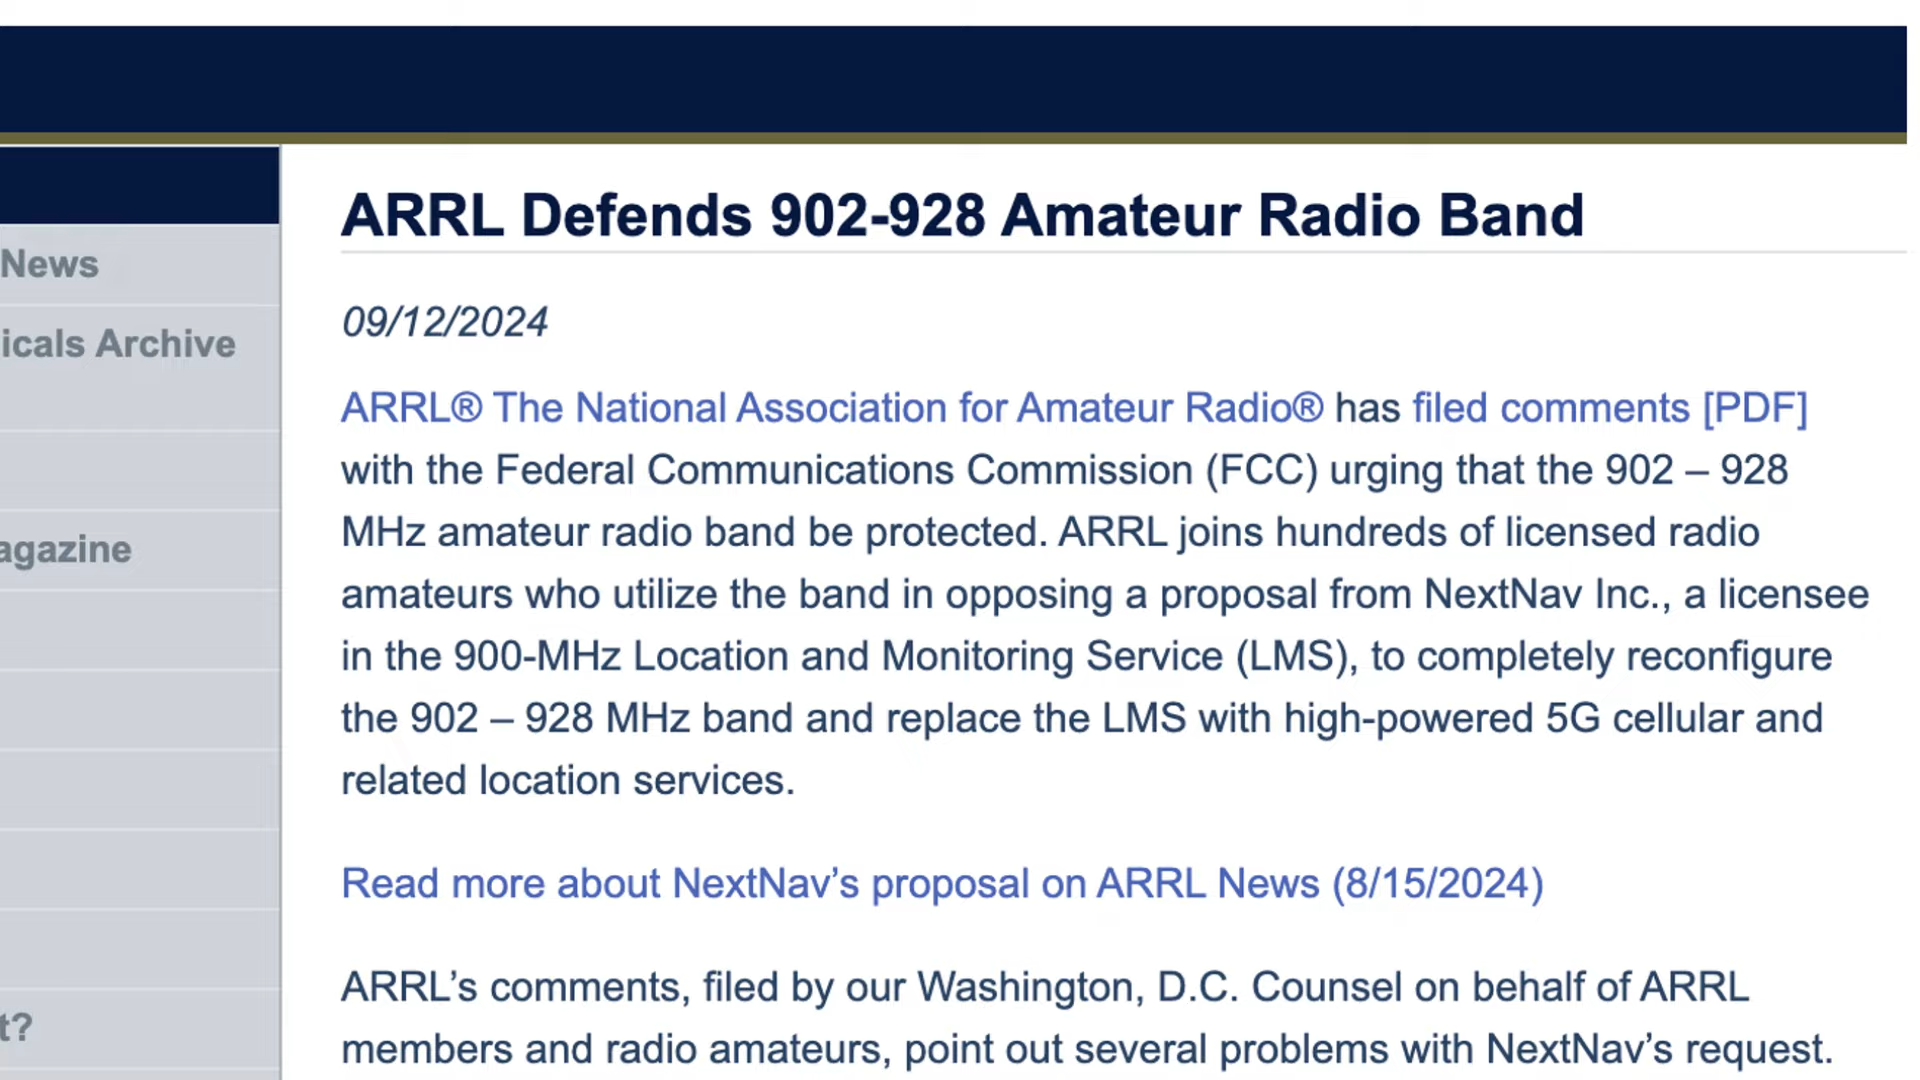 ARRL Defends 902-928 Amateur Radio Band
News
09/12/2024
icals Archive
ARRL® The National Association for Amateur Radio® has filed comments [PDF]
with the Federal Communications Commission (FCC) urging that the 902 – 928
MHz amateur radio band be protected. ARRL joins hundreds of licensed radio
agazine
amateurs who utilize the band in opposing a proposal from NextNav Inc., a licensee
in the 900-MHz Location and Monitoring Service (LMS), to completely reconfigure
the 902 – 928 MHz band and replace the LMS with high-powered 5G cellular and
related location services.
Read more about NextNav’s proposal on ARRL News (8/15/2024)
ARRL’s comments, filed by our Washington, D.C. Counsel on behalf of ARRL
t?
members and radio amateurs, point out several problems with NextNav’s request.